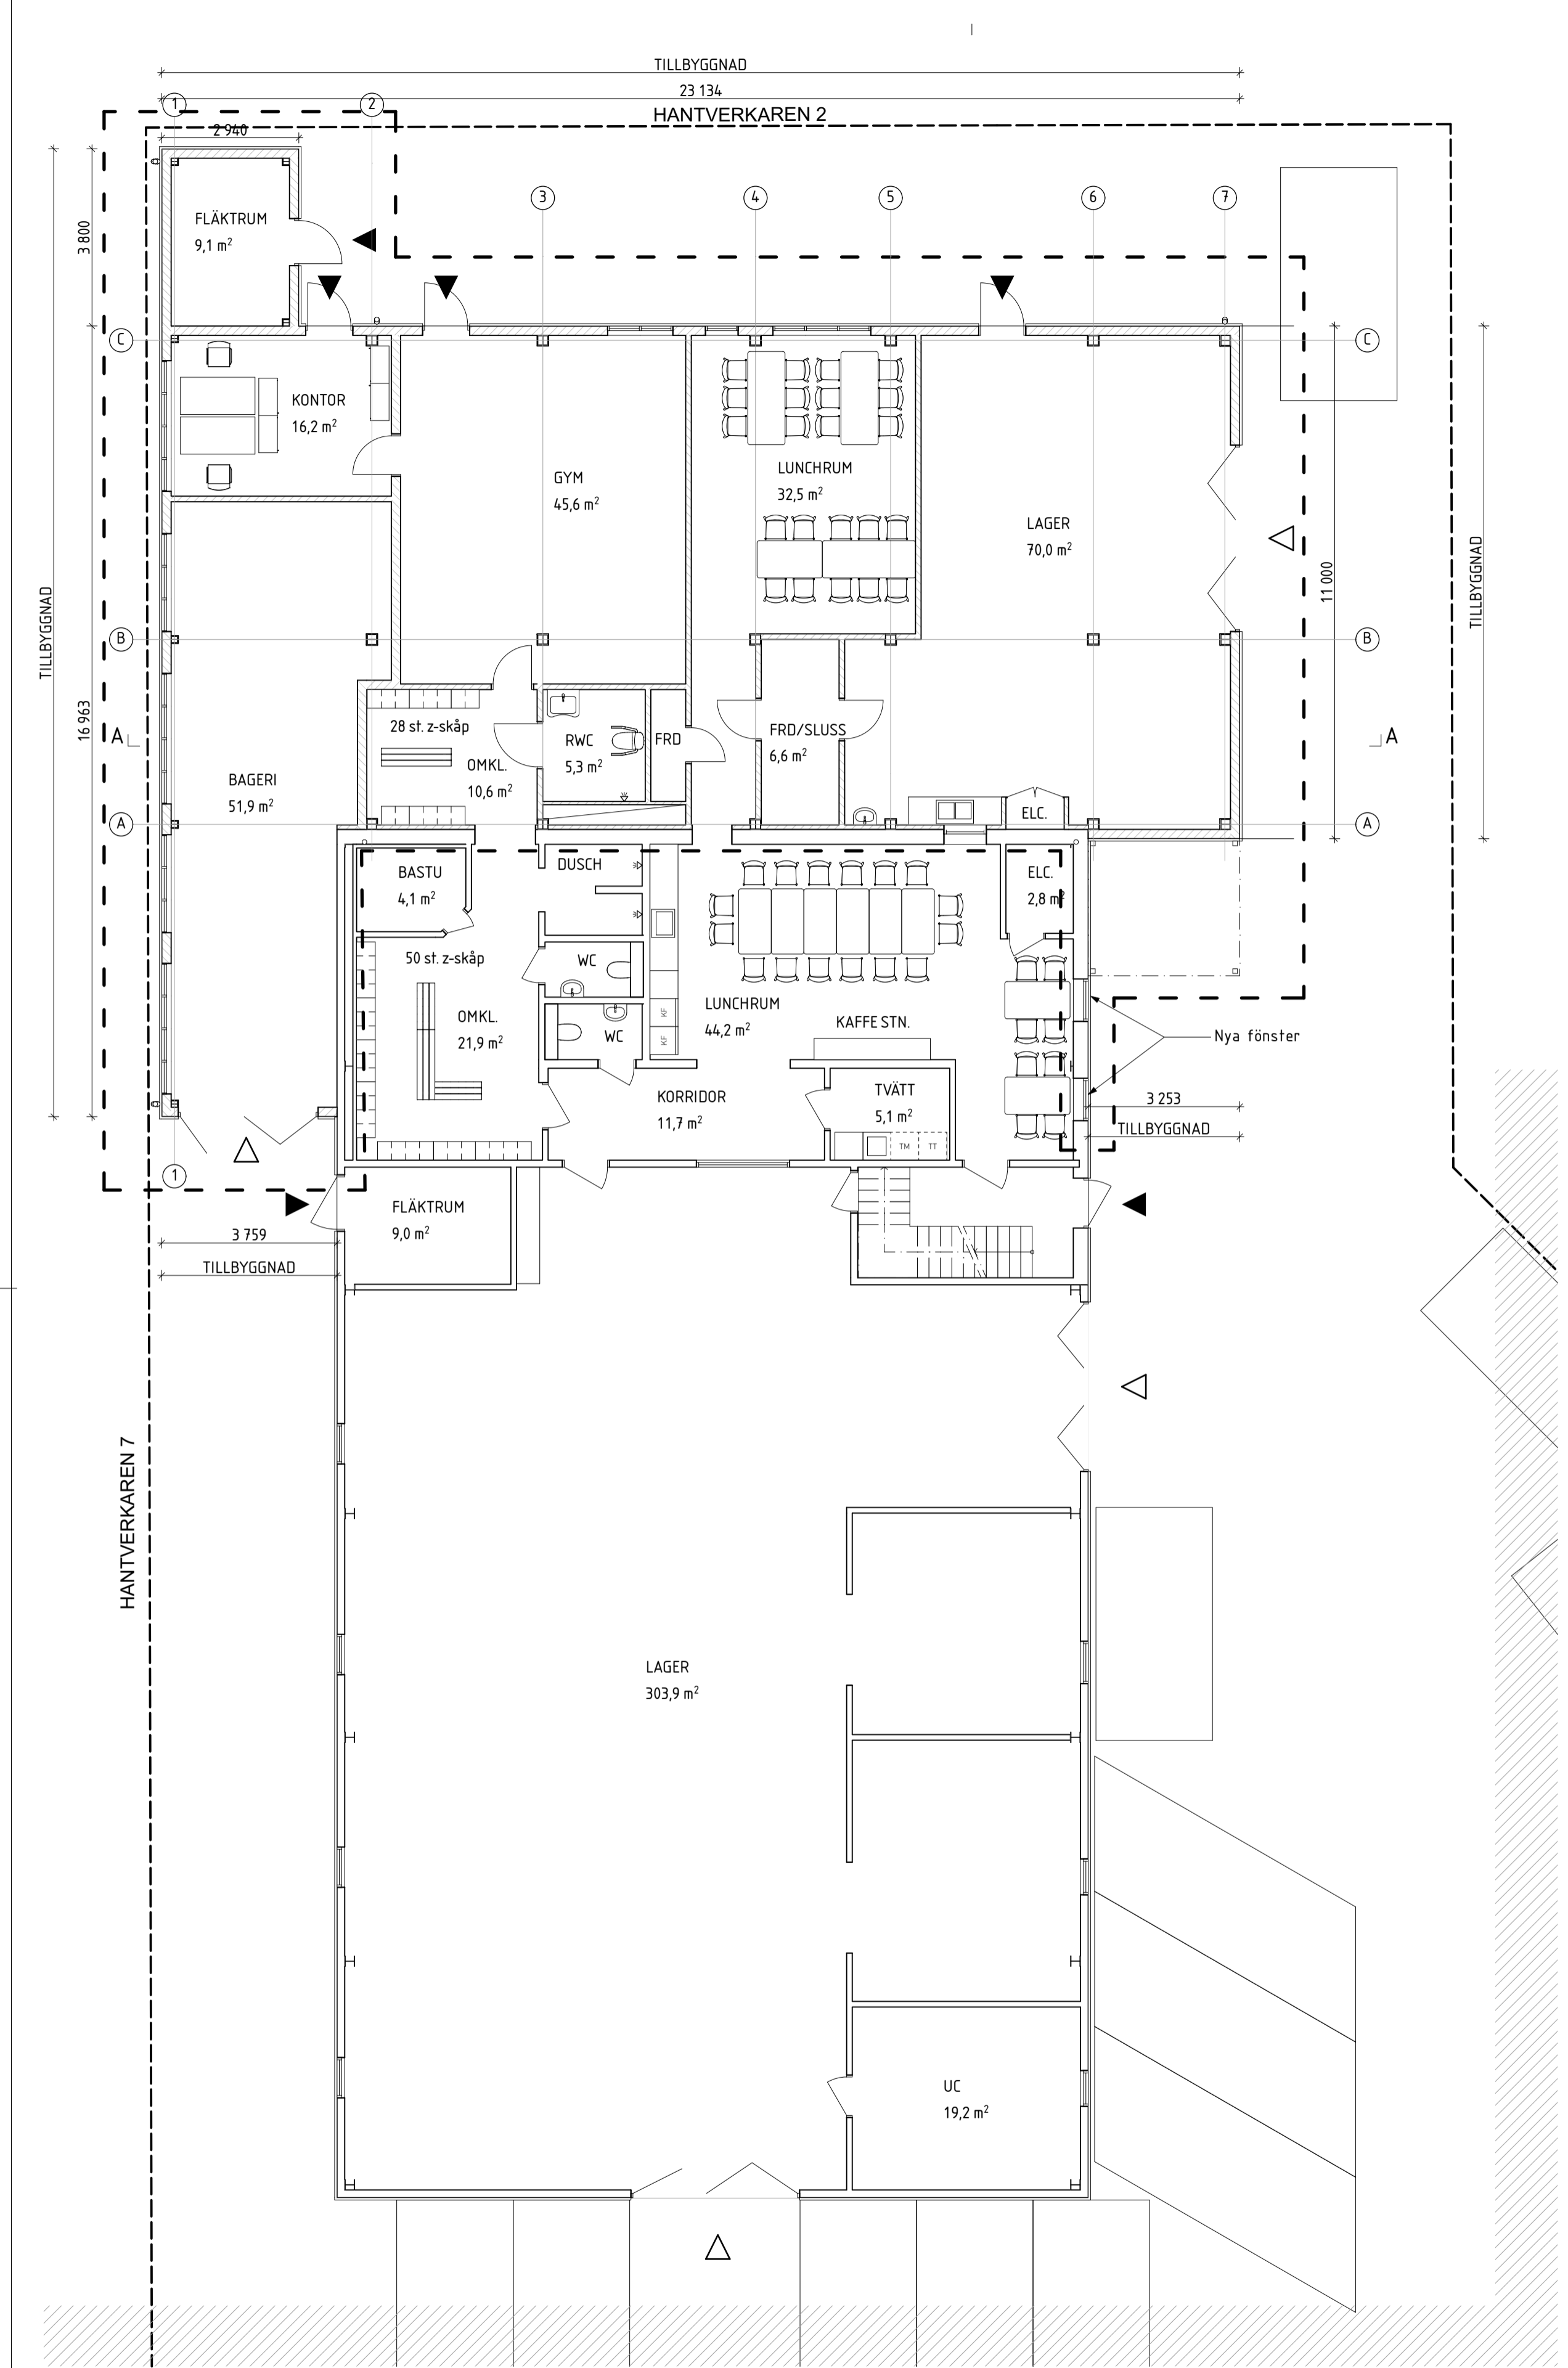 TILLBYGGNAD
23 134
HANTVERKAREN 2
1
2
2 940
3
4
5
6
7
FLÄKTRUM
9,1 m²
3 800
C
C
KONTOR
16,2 m²
GYM
45,6 m²
LUNCHRUM
32,5 m²
LAGER
70,0 m²
TILLBYGGNAD
11 000
TILLBYGGNAD
B
B
16 963
28 st. z-skåp
A
RWC
5,3 m²
FRD
FRD/SLUSS
6,6 m²
A
OMKL.
10,6 m²
BAGERI
51,9 m²
ELC.
A
A
BASTU
4,1 m²
DUSCH
ELC.
2,8 m²
50 st. z-skåp
WC
LUNCHRUM
44,2 m²
KF
KF
OMKL.
21,9 m²
WC
KAFFE STN.
Nya fönster
KORRIDOR
11,7 m²
TVÄTT
5,1 m²
TM
TT
3 253
TILLBYGGNAD
1
FLÄKTRUM
9,0 m²
3 759
TILLBYGGNAD
HANTVERKAREN 7
LAGER
303,9 m²
UC
19,2 m²